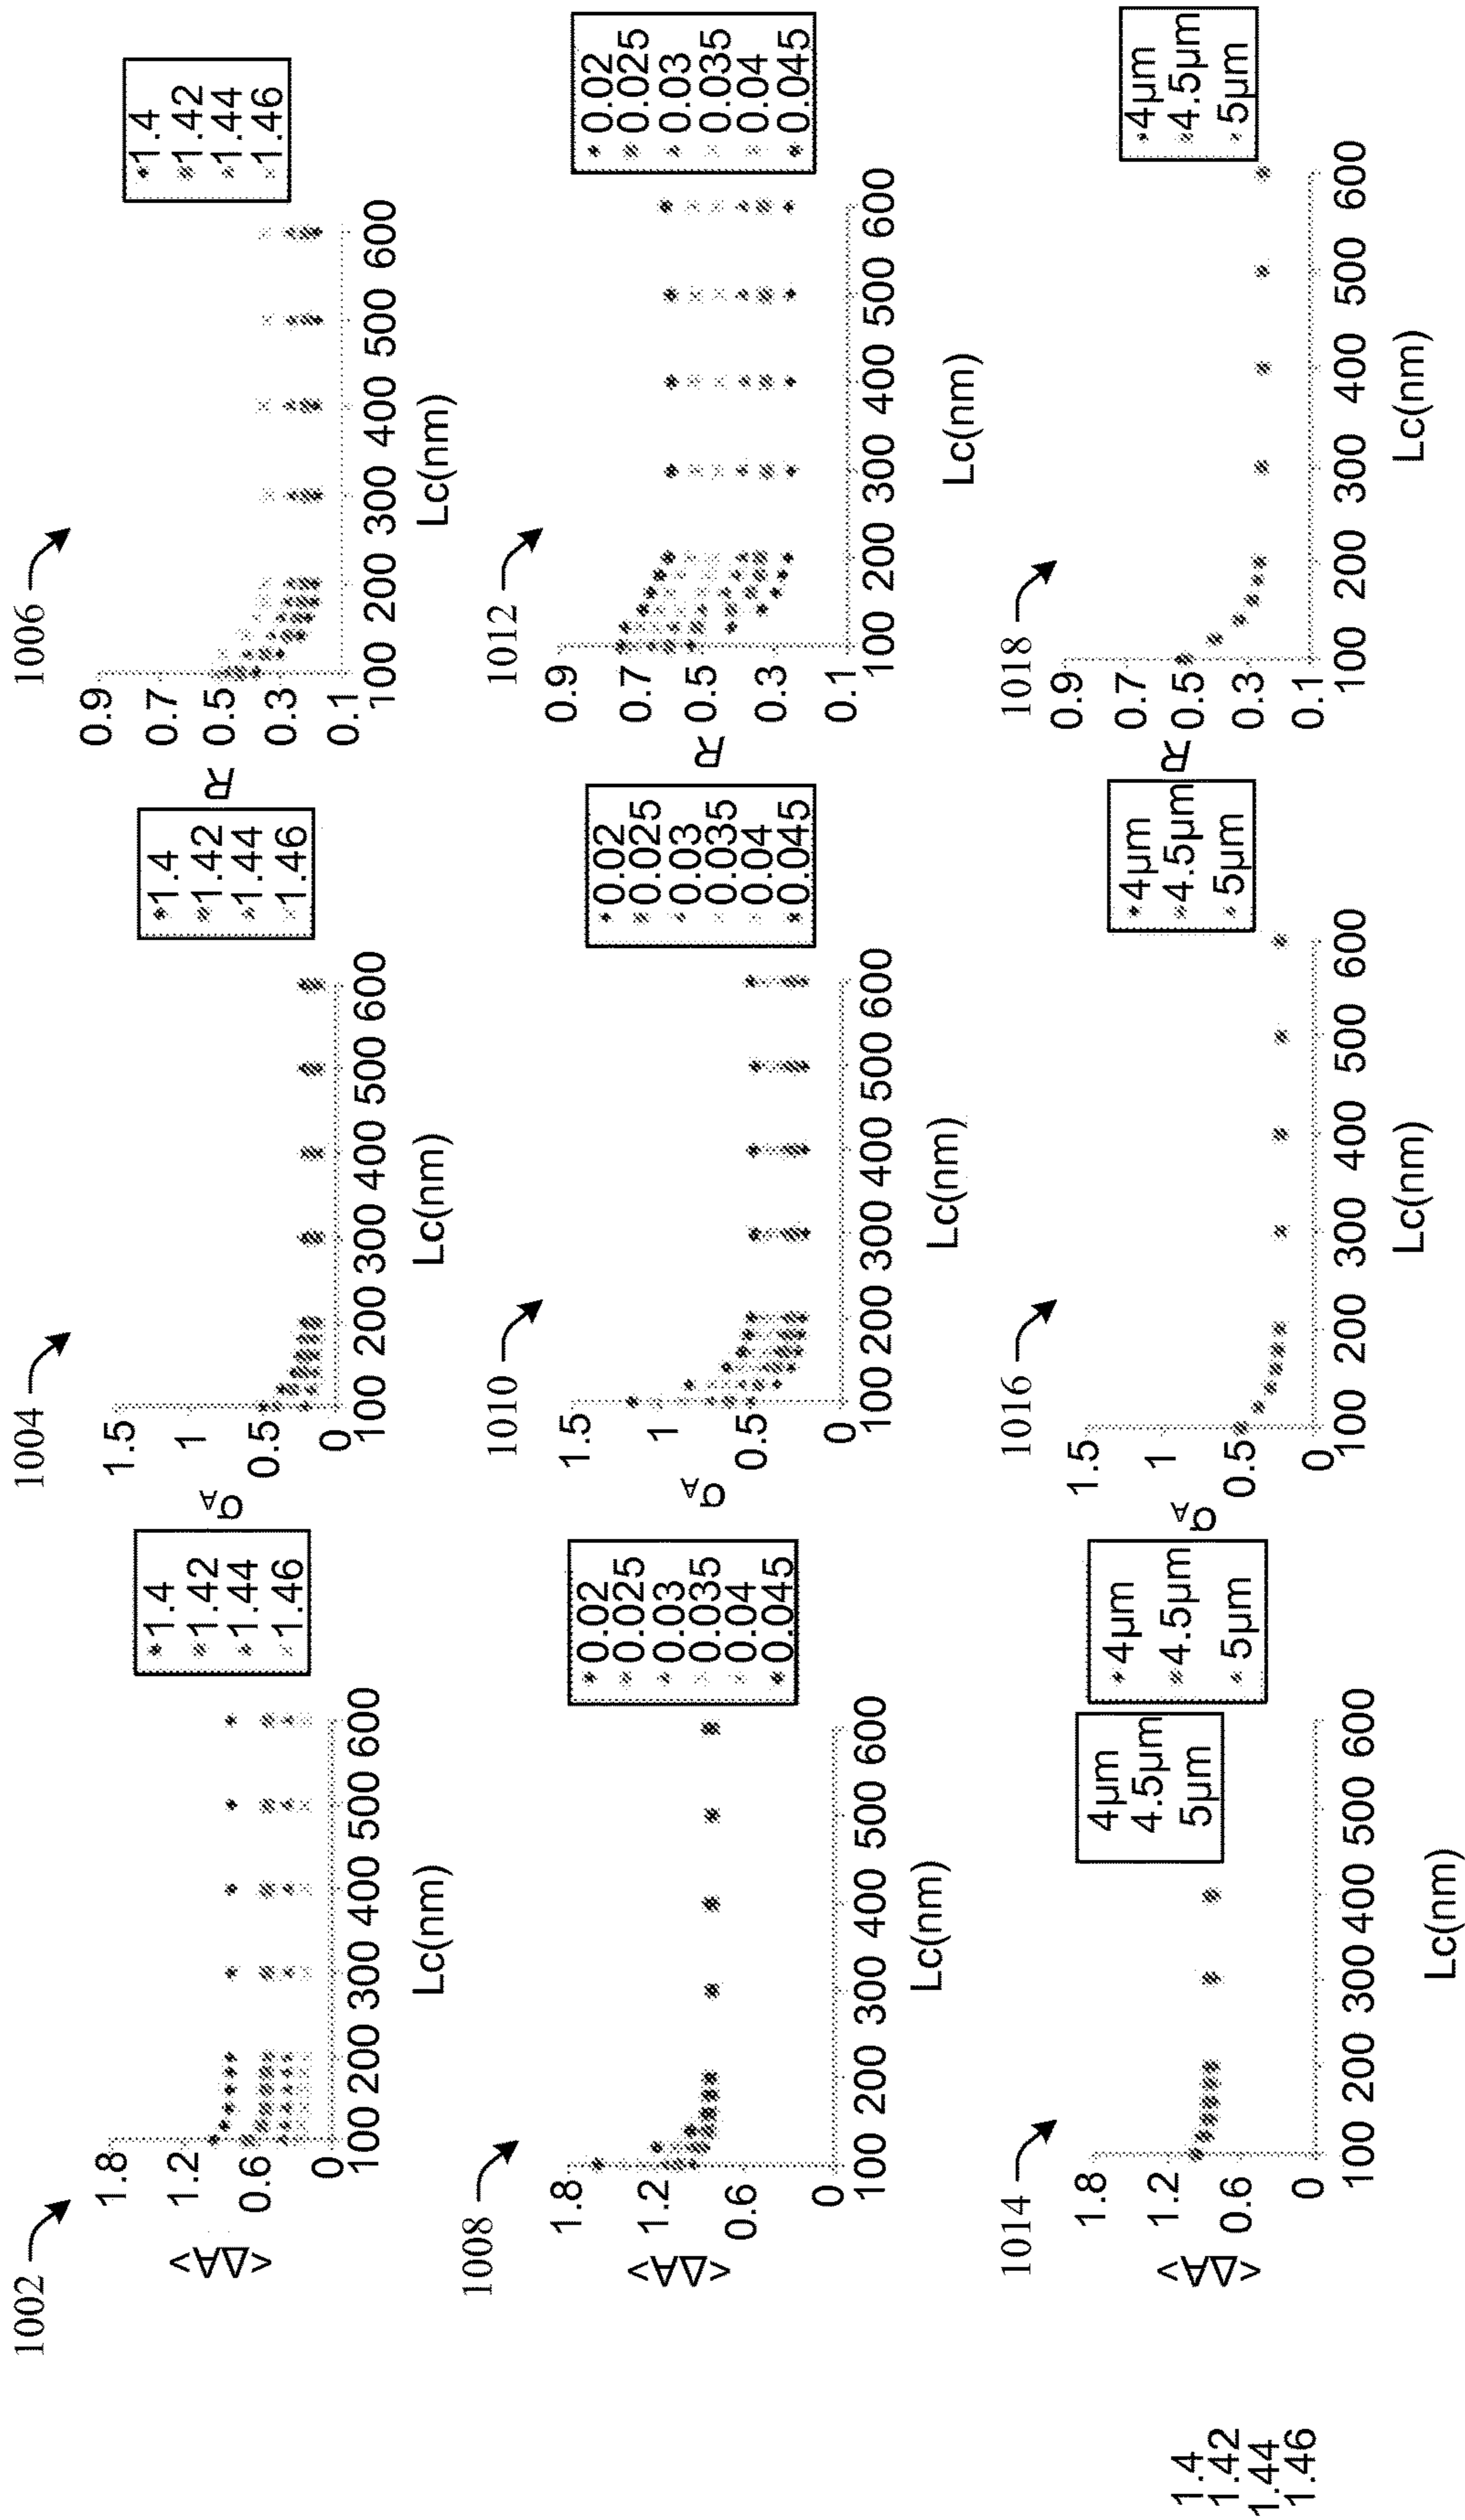 1002
<ΔA>
1.8
1.2
0.6
0
100 200 300 400 500 600
Lc(nm)
1.4
1.42
1.44
1.46
1004
σA
1.5
1
0.5
0
100 200 300 400 500 600
Lc(nm)
1.4
1.42
1.44
1.46
1006
R
0.9
0.7
0.5
0.3
0.1
100 200 300 400 500 600
Lc(nm)
1.4
1.42
1.44
1.46
1008
<ΔA>
1.8
1.2
0.6
0
100 200 300 400 500 600
Lc(nm)
0.02
0.025
0.03
0.035
0.04
0.045
1010
σA
1.5
1
0.5
0
100 200 300 400 500 600
Lc(nm)
0.02
0.025
0.03
0.035
0.04
0.045
1012
R
0.9
0.7
0.5
0.3
0.1
100 200 300 400 500 600
Lc(nm)
0.02
0.025
0.03
0.035
0.04
0.045
1014
<ΔA>
1.8
1.2
0.6
0
100 200 300 400 500 600
Lc(nm)
4µm
4.5µm
5µm
4µm
4.5µm
5µm
1016
σA
1.5
1
0.5
0
100 200 300 400 500 600
Lc(nm)
4µm
4.5µm
5µm
1018
R
0.9
0.7
0.5
0.3
0.1
100 200 300 400 500 600
Lc(nm)
4µm
4.5µm
5µm
1.4
1.42
1.44
1.46